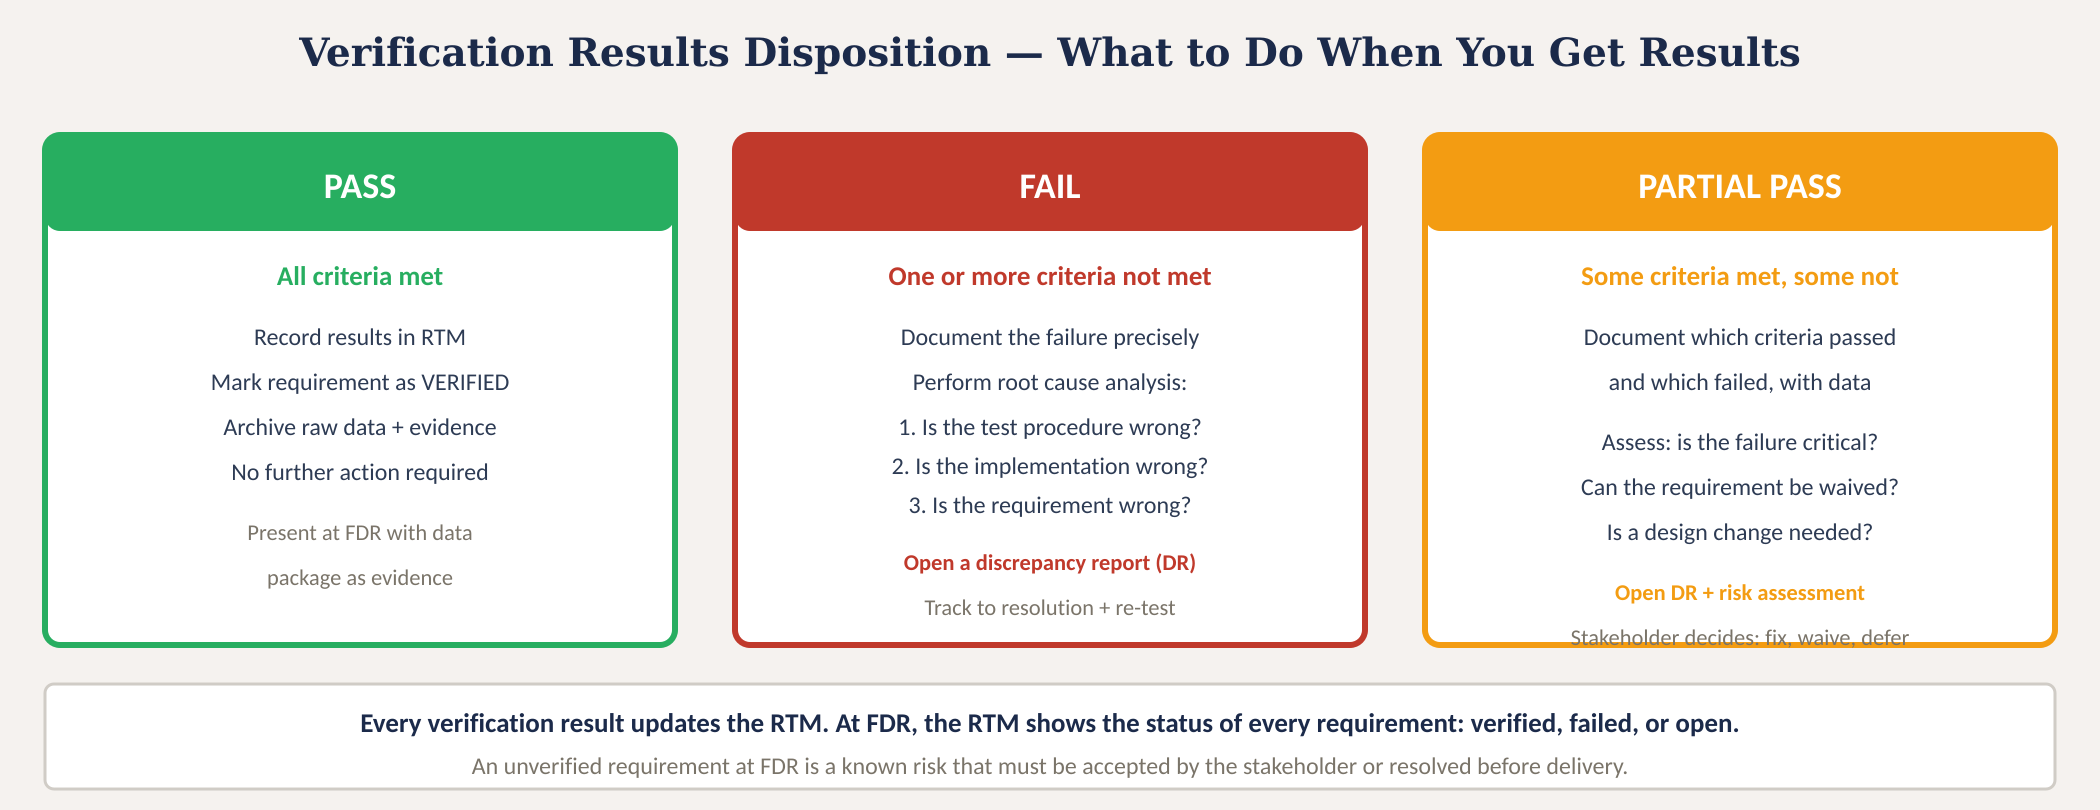 Verification Results Disposition — What to Do When You Get Results
PASS
All criteria met
Record results in RTM
Mark requirement as VERIFIED
Archive raw data + evidence
No further action required
Present at FDR with data
package as evidence
FAIL
One or more criteria not met
Document the failure precisely
Perform root cause analysis:
1. Is the test procedure wrong?
2. Is the implementation wrong?
3. Is the requirement wrong?
Open a discrepancy report (DR)
Track to resolution + re-test
PARTIAL PASS
Some criteria met, some not
Document which criteria passed
and which failed, with data
Assess: is the failure critical?
Can the requirement be waived?
Is a design change needed?
Open DR + risk assessment
Stakeholder decides: fix, waive, defer
Every verification result updates the RTM. At FDR, the RTM shows the status of every requirement: verified, failed, or open.
An unverified requirement at FDR is a known risk that must be accepted by the stakeholder or resolved before delivery.